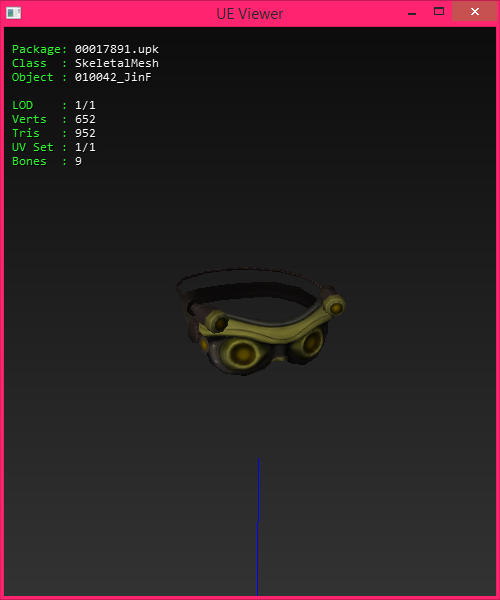 UE Viewer
Package: 00017891.upk
Class : SkeletalMesh
Object : 010042_JinF
LOD : 1/1
Verts : 652
Tris : 952
UV Set : 1/1
Bones : 9